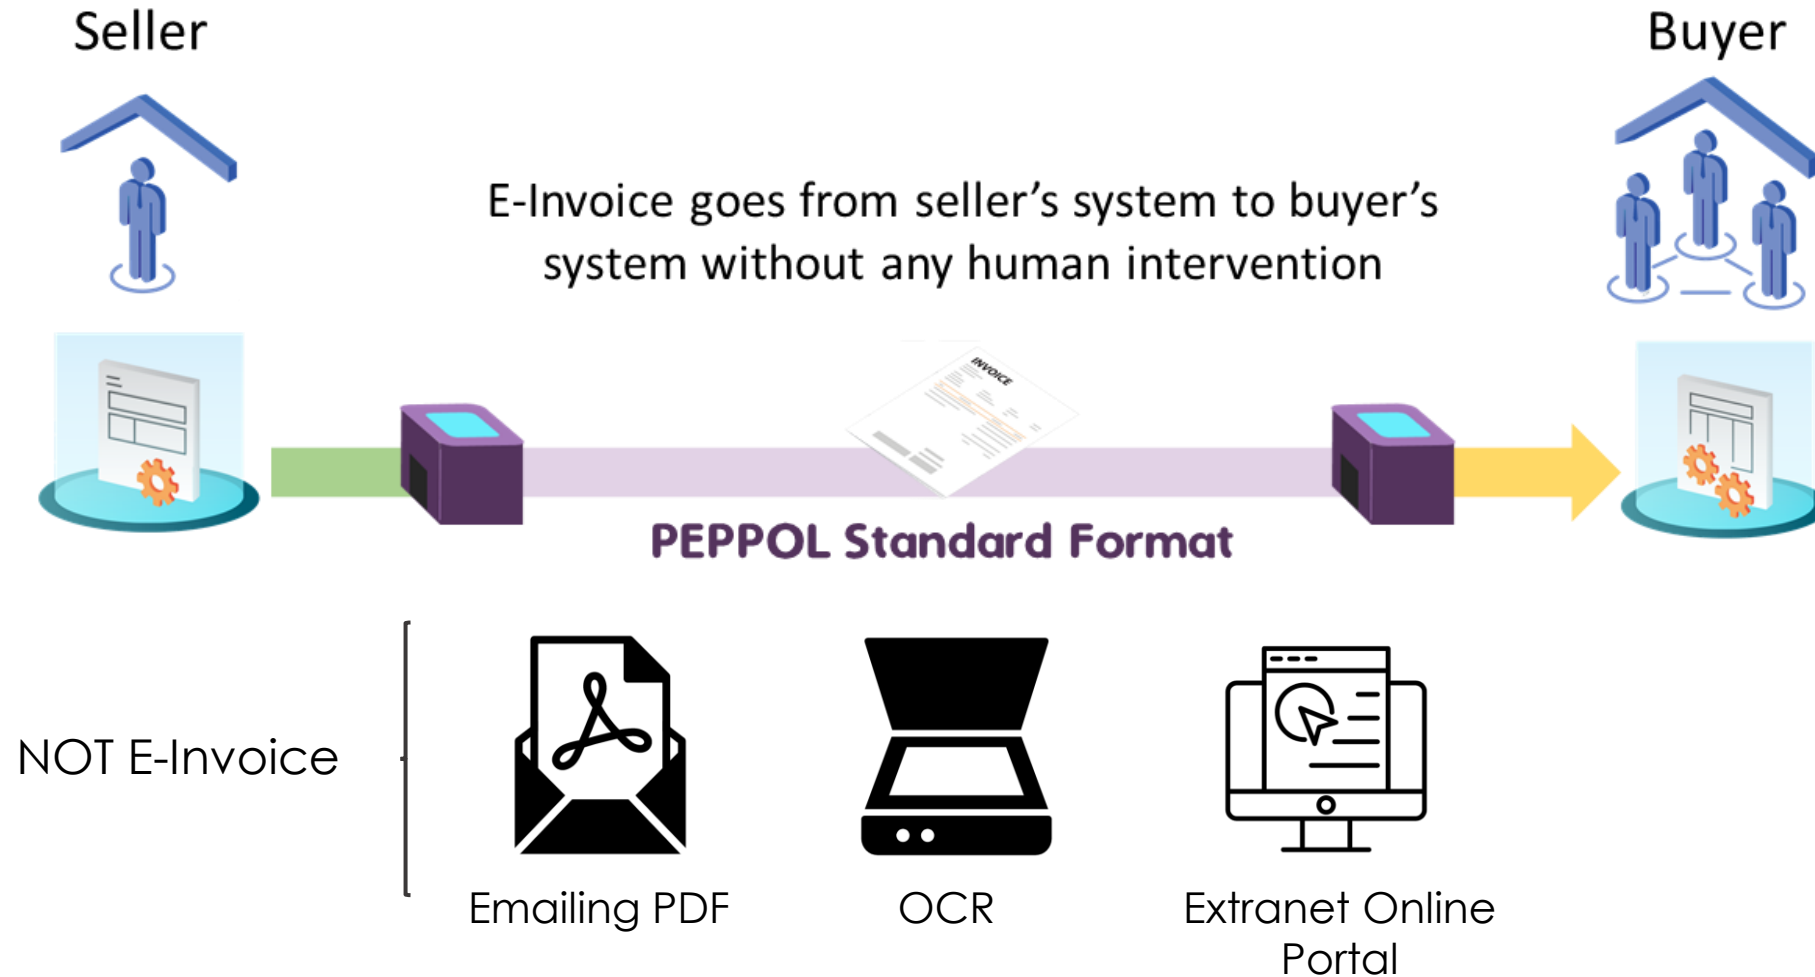 Seller
Buyer
E-Invoice goes from seller’s system to buyer’s
system without any human intervention
INVOICE
PEPPOL Standard Format
NOT E-Invoice
Emailing PDF
OCR
Extranet Online
Portal